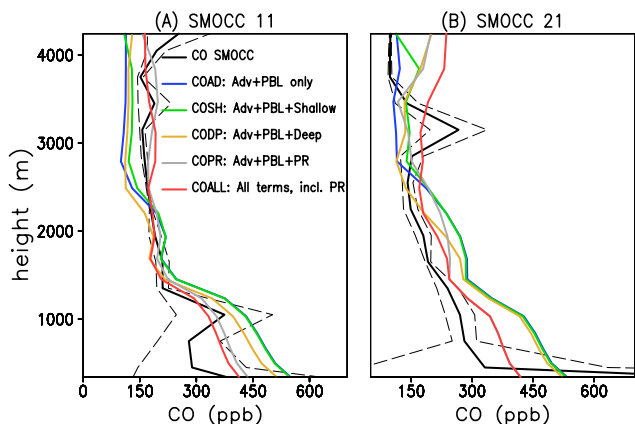 (A) SMOCC 11
(B) SMOCC 21
height (m)
4000
3000
2000
1000
CO SMOCC
COAD: Adv+PBL only
COSH: Adv+PBL+Shallow
CODP: Adv+PBL+Deep
COPR: Adv+PBL+PR
COALL: All terms, incl. PR
0 150 300 450 600
150 300 450 600
CO (ppb)
CO (ppb)